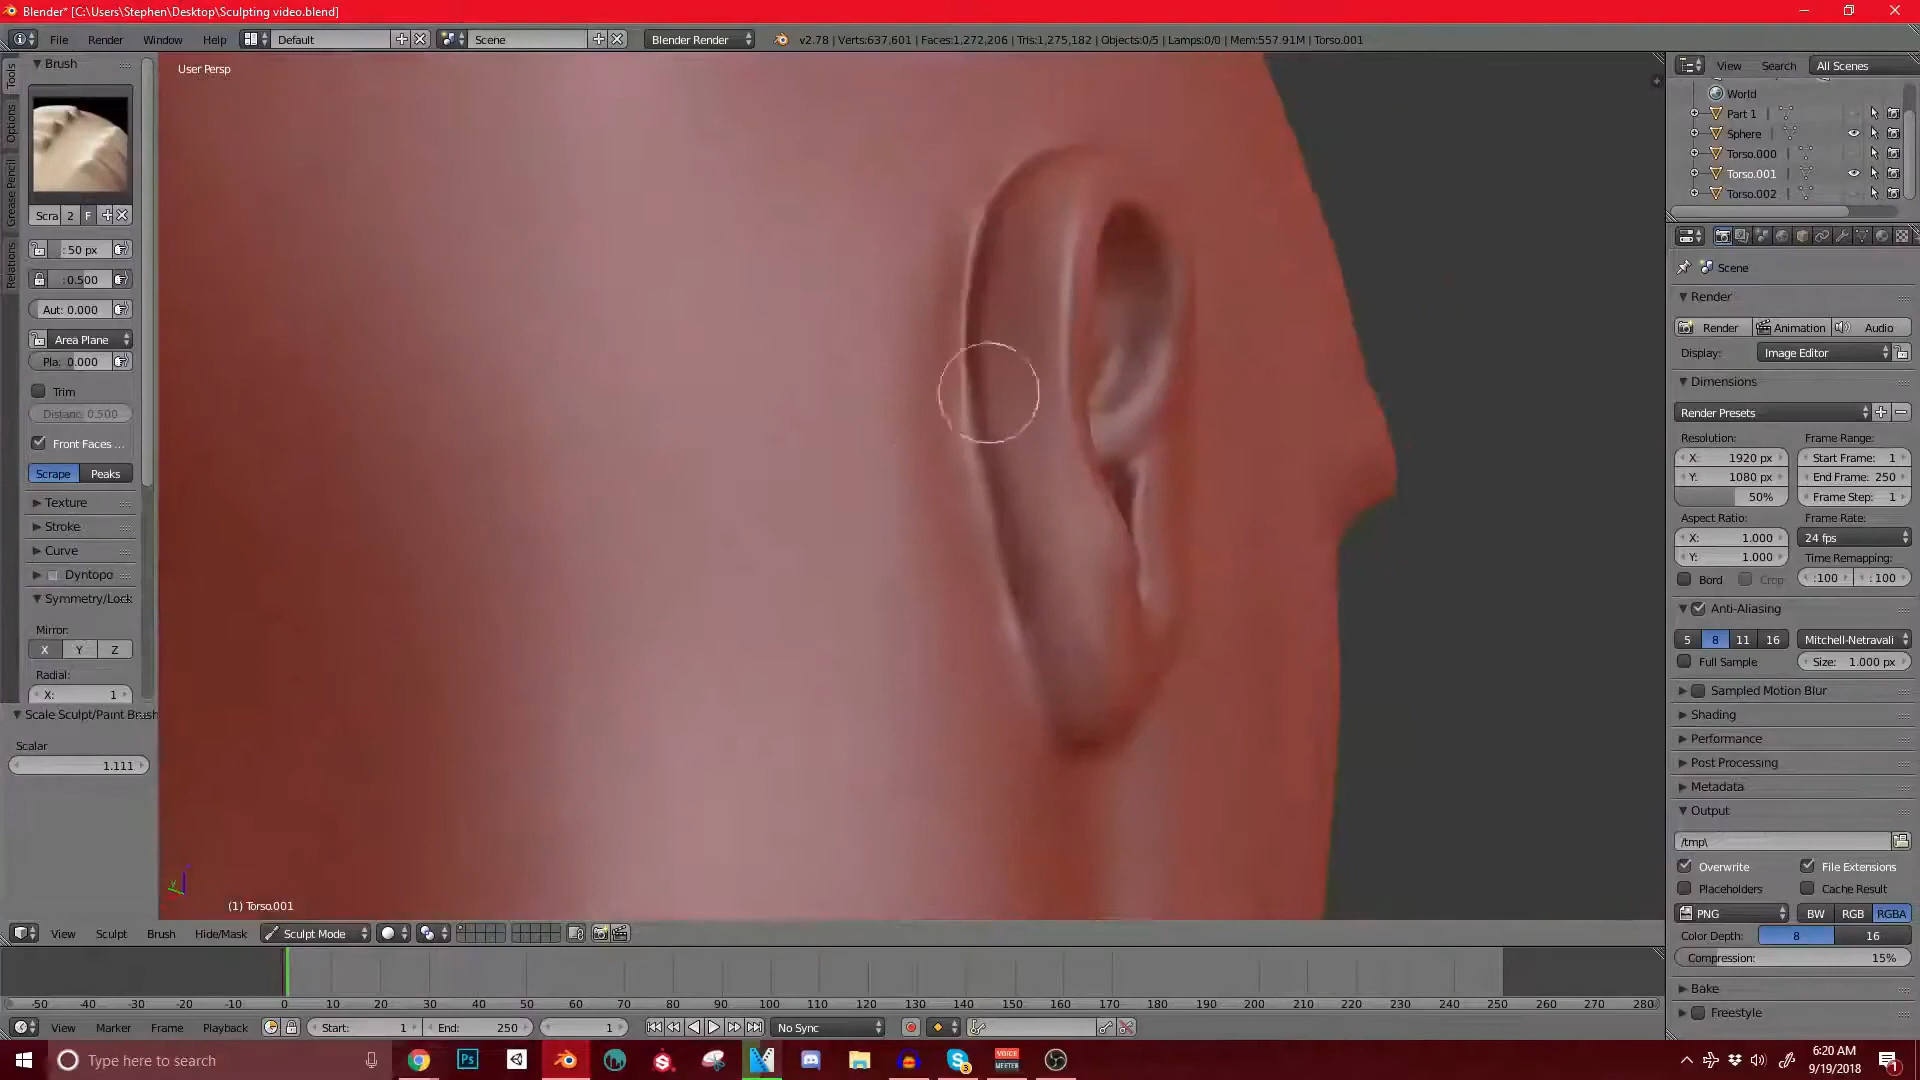 Blender* [C:\Users\Stephen\Desktop\Sculpting video.blend]
File Render Window Help Default Scene Blender Render v2.78 | Verts:637,601 | Faces:1,272,206 | Tris:1,275,182 | Objects:0/5 | Lamps:0/0 | Mem:557.91M | Torso.001
Tools
Options
Grease Pencil
Relations
Brush
Scra 2 F
: 50 px
: 0.500
Aut: 0.000
Area Plane
Pla: 0.000
Trim
Distanc: 0.500
Front Faces ...
Scrape Peaks
Texture
Stroke
Curve
Dyntopo
Symmetry/Lock
Mirror:
X Y Z
Radial:
X: 1
Scale Sculpt/Paint Brush
Scalar
1.111
User Persp
(1) Torso.001
View Search All Scenes
World
Part 1
Sphere
Torso.000
Torso.001
Torso.002
Scene
Render
Render Animation Audio
Display: Image Editor
Dimensions
Render Presets
Resolution: Frame Range:
X: 1920 px Start Frame: 1
Y: 1080 px End Frame: 250
50% Frame Step: 1
Aspect Ratio: Frame Rate:
X: 1.000 24 fps
Y: 1.000 Time Remapping:
Bord Crop :100 :100
Anti-Aliasing
5 8 11 16 Mitchell-Netravali
Full Sample Size: 1.000 px
Sampled Motion Blur
Shading
Performance
Post Processing
Metadata
Output
/tmp\
Overwrite File Extensions
Placeholders Cache Result
PNG BW RGB RGBA
Color Depth: 8 16
Compression: 15%
Bake
Freestyle
View Sculpt Brush Hide/Mask Sculpt Mode
-50 -40 -30 -20 -10 0 10 20 30 40 50 60 70 80 90 100 110 120 130 140 150 160 170 180 190 200 210 220 230 240 250 260 270 280
View Marker Frame Playback Start: 1 End: 250 1 No Sync
Type here to search
VOICE MEETER
6:20 AM
9/19/2018